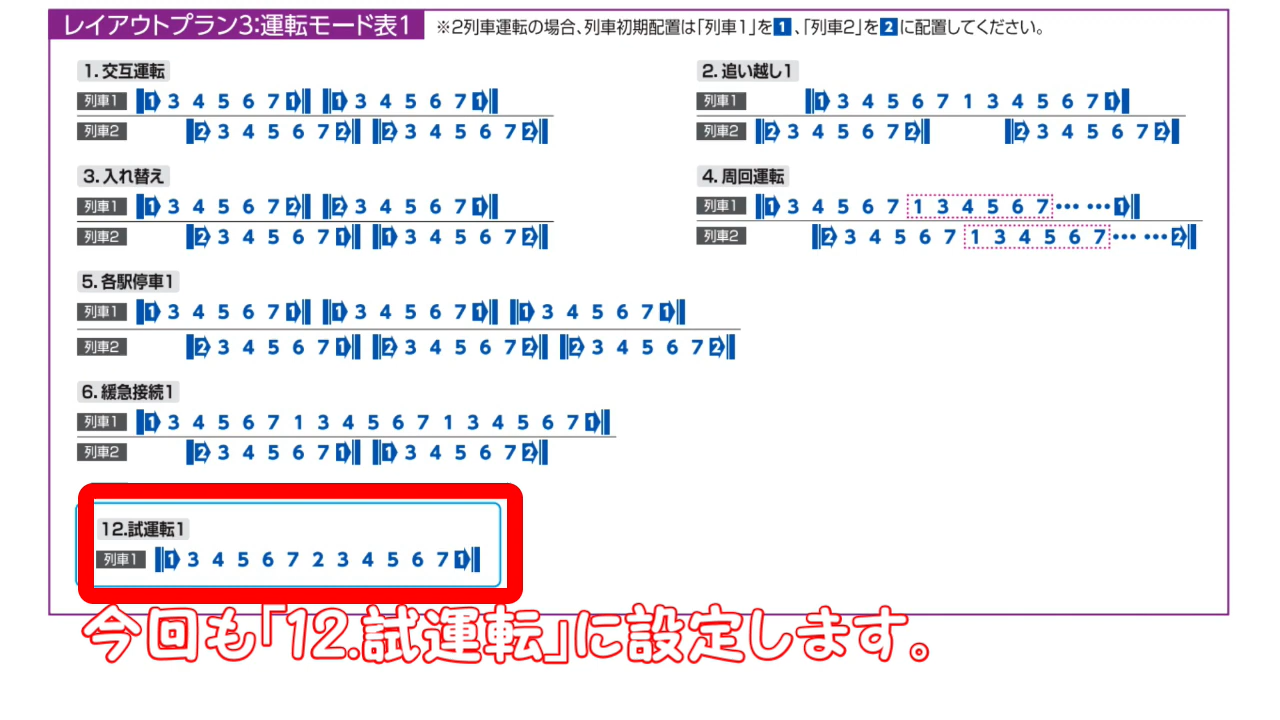 レイアウトプラン3:運転モード表1 ※2列車運転の場合、列車初期配置は「列車1」を1、「列車2」を2に配置してください。
1.交互運転
列車1 1 3 4 5 6 7 1 1 3 4 5 6 7 1
列車2 2 3 4 5 6 7 2 2 3 4 5 6 7 2
2.追い越し1
列車1 1 3 4 5 6 7 1 3 4 5 6 7 1
列車2 2 3 4 5 6 7 2 2 3 4 5 6 7 2
3.入れ替え
列車1 1 3 4 5 6 7 2 2 3 4 5 6 7 1
列車2 2 3 4 5 6 7 1 1 3 4 5 6 7 2
4.周回運転
列車1 1 3 4 5 6 7 1 3 4 5 6 7 ⋯ ⋯ 1
列車2 2 3 4 5 6 7 1 3 4 5 6 7 ⋯ ⋯ 2
5.各駅停車1
列車1 1 3 4 5 6 7 1 1 3 4 5 6 7 1 1 3 4 5 6 7 1
列車2 2 3 4 5 6 7 1 2 3 4 5 6 7 2 2 3 4 5 6 7 2
6.緩急接続1
列車1 1 3 4 5 6 7 1 3 4 5 6 7 1 3 4 5 6 7 1
列車2 2 3 4 5 6 7 1 1 3 4 5 6 7 2
12.試運転1
列車1 1 3 4 5 6 7 2 3 4 5 6 7 1
今回も「12.試運転」に設定します。